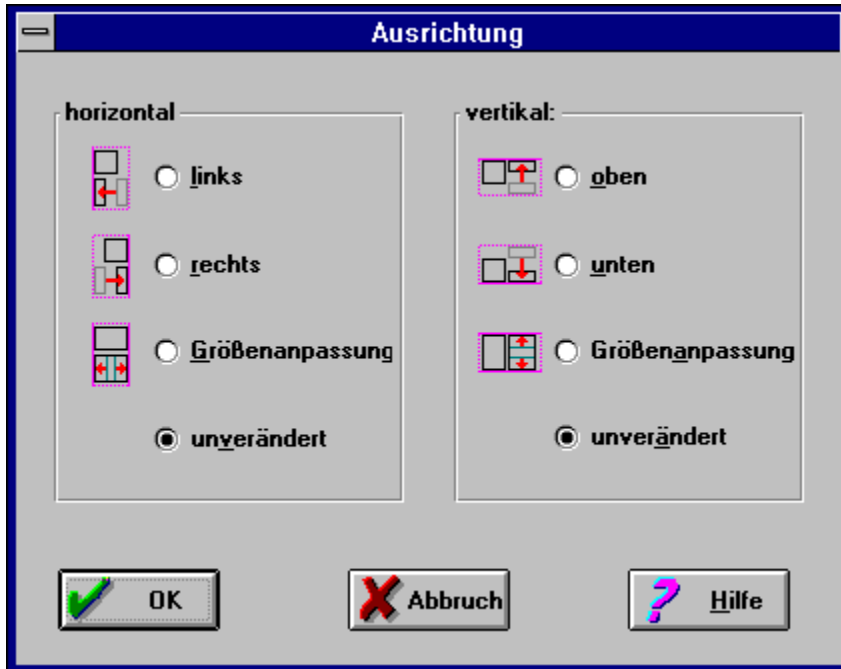 Ausrichtung
horizontal
links
rechts
Größenanpassung
unverändert
vertikal:
oben
unten
Größenanpassung
unverändert
OK
Abbruch
Hilfe